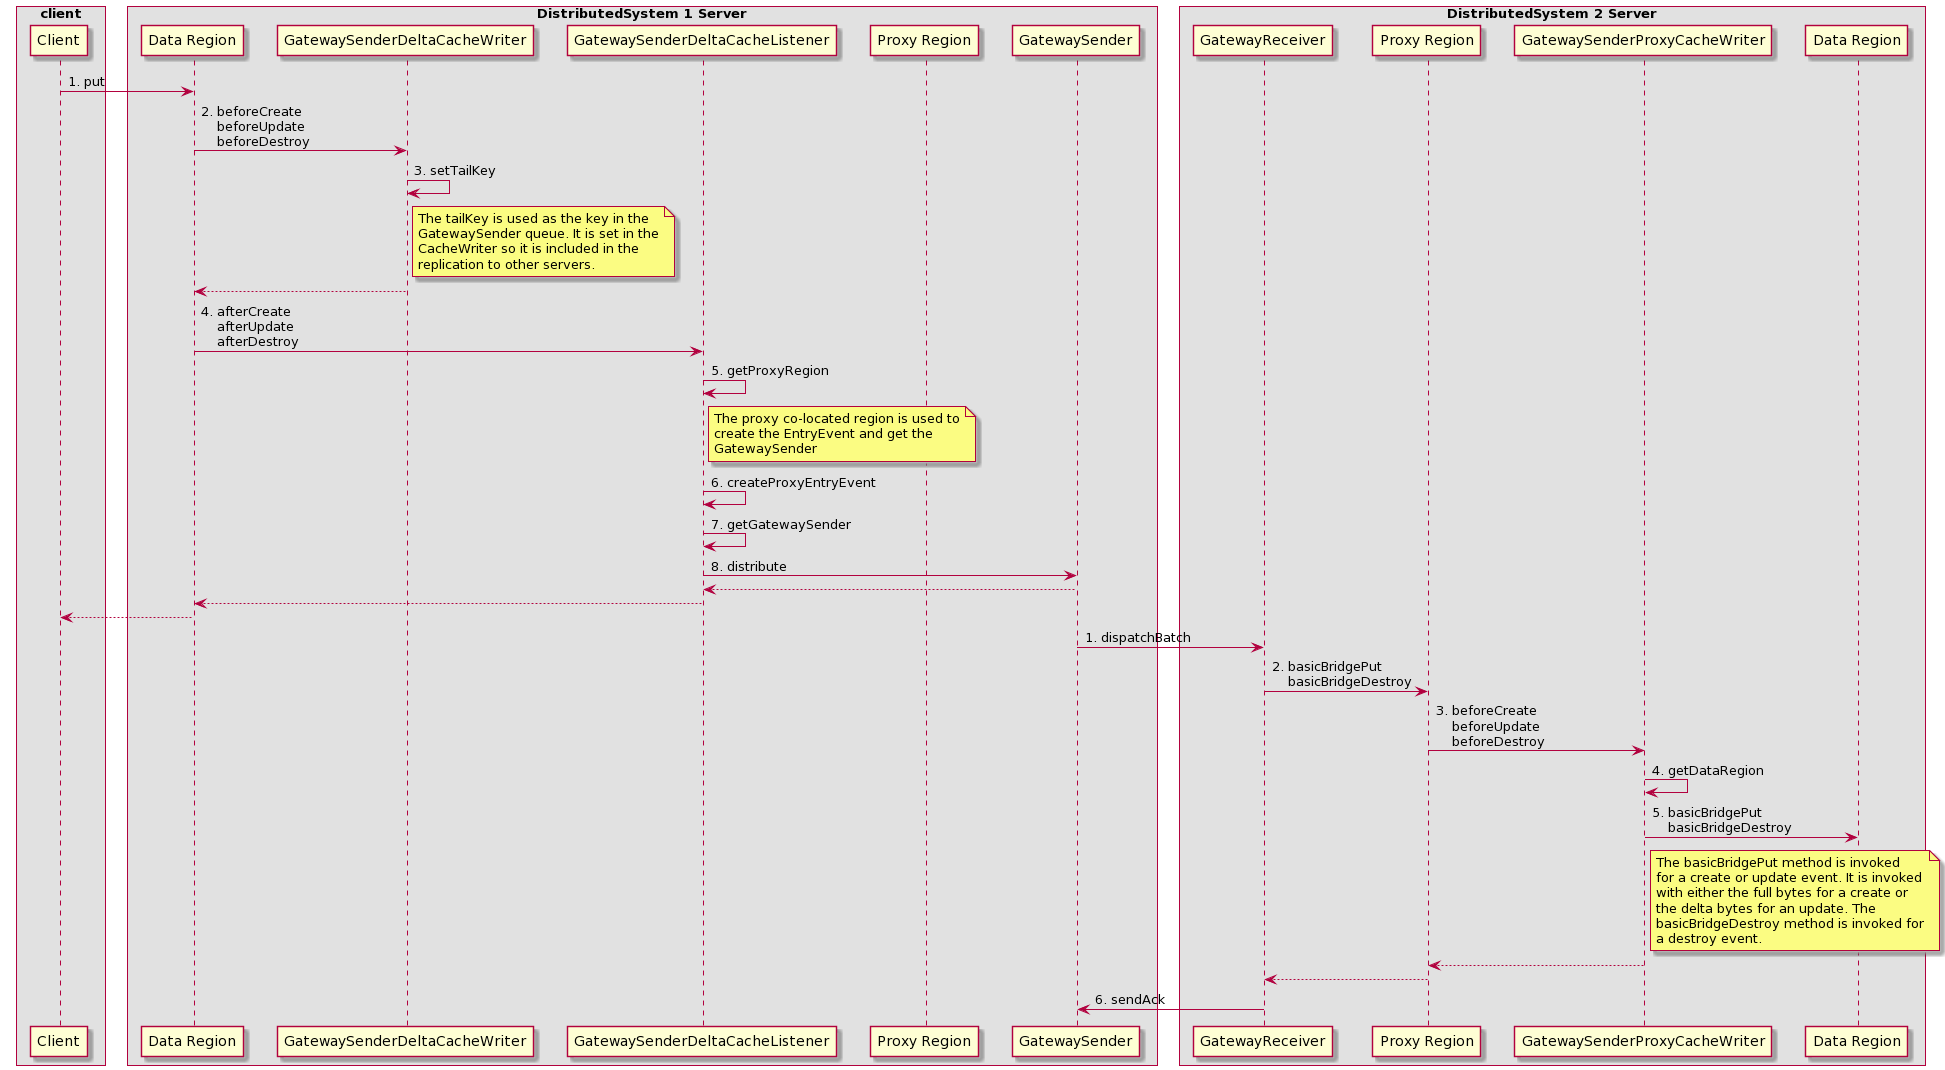 client
DistributedSystem 1 Server
DistributedSystem 2 Server
Client
Data Region
GatewaySenderDeltaCacheWriter
GatewaySenderDeltaCacheListener
Proxy Region
GatewaySender
GatewayReceiver
Proxy Region
GatewaySenderProxyCacheWriter
Data Region
1. put
2. beforeCreate
beforeUpdate
beforeDestroy
3. setTailKey
The tailKey is used as the key in the
GatewaySender queue. It is set in the
CacheWriter so it is included in the
replication to other servers.
4. afterCreate
afterUpdate
afterDestroy
5. getProxyRegion
The proxy co-located region is used to
create the EntryEvent and get the
GatewaySender
6. createProxyEntryEvent
7. getGatewaySender
8. distribute
1. dispatchBatch
2. basicBridgePut
basicBridgeDestroy
3. beforeCreate
beforeUpdate
beforeDestroy
4. getDataRegion
5. basicBridgePut
basicBridgeDestroy
The basicBridgePut method is invoked
for a create or update event. It is invoked
with either the full bytes for a create or
the delta bytes for an update. The
basicBridgeDestroy method is invoked for
a destroy event.
6. sendAck
Client
Data Region
GatewaySenderDeltaCacheWriter
GatewaySenderDeltaCacheListener
Proxy Region
GatewaySender
GatewayReceiver
Proxy Region
GatewaySenderProxyCacheWriter
Data Region